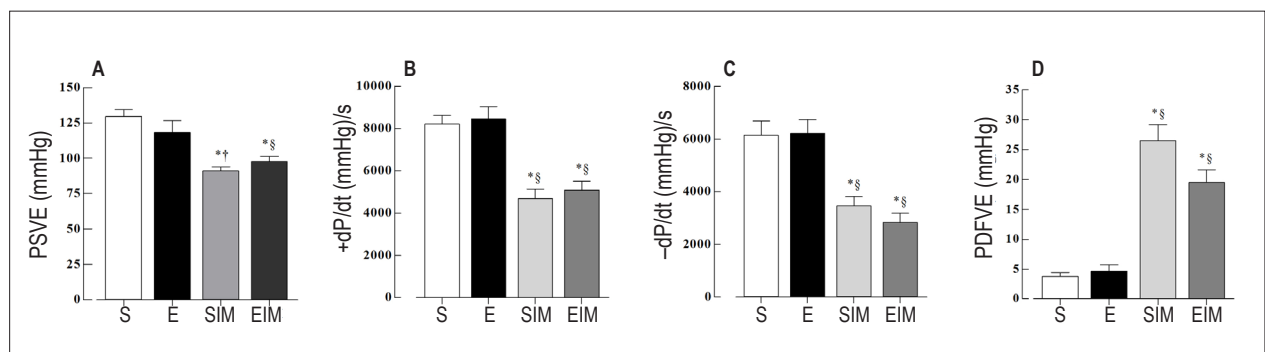 A
PSVE (mmHg)
150
125
100
75
50
25
0
*†
*§
S E SIM EIM
B
+dP/dt (mmHg)/s
10000
8000
6000
4000
2000
0
*§
*§
S E SIM EIM
C
–dP/dt (mmHg)/s
8000
6000
4000
2000
0
*§
*§
S E SIM EIM
D
PDFVE (mmHg)
35
30
25
20
15
10
5
0
*§
*§
S E SIM EIM